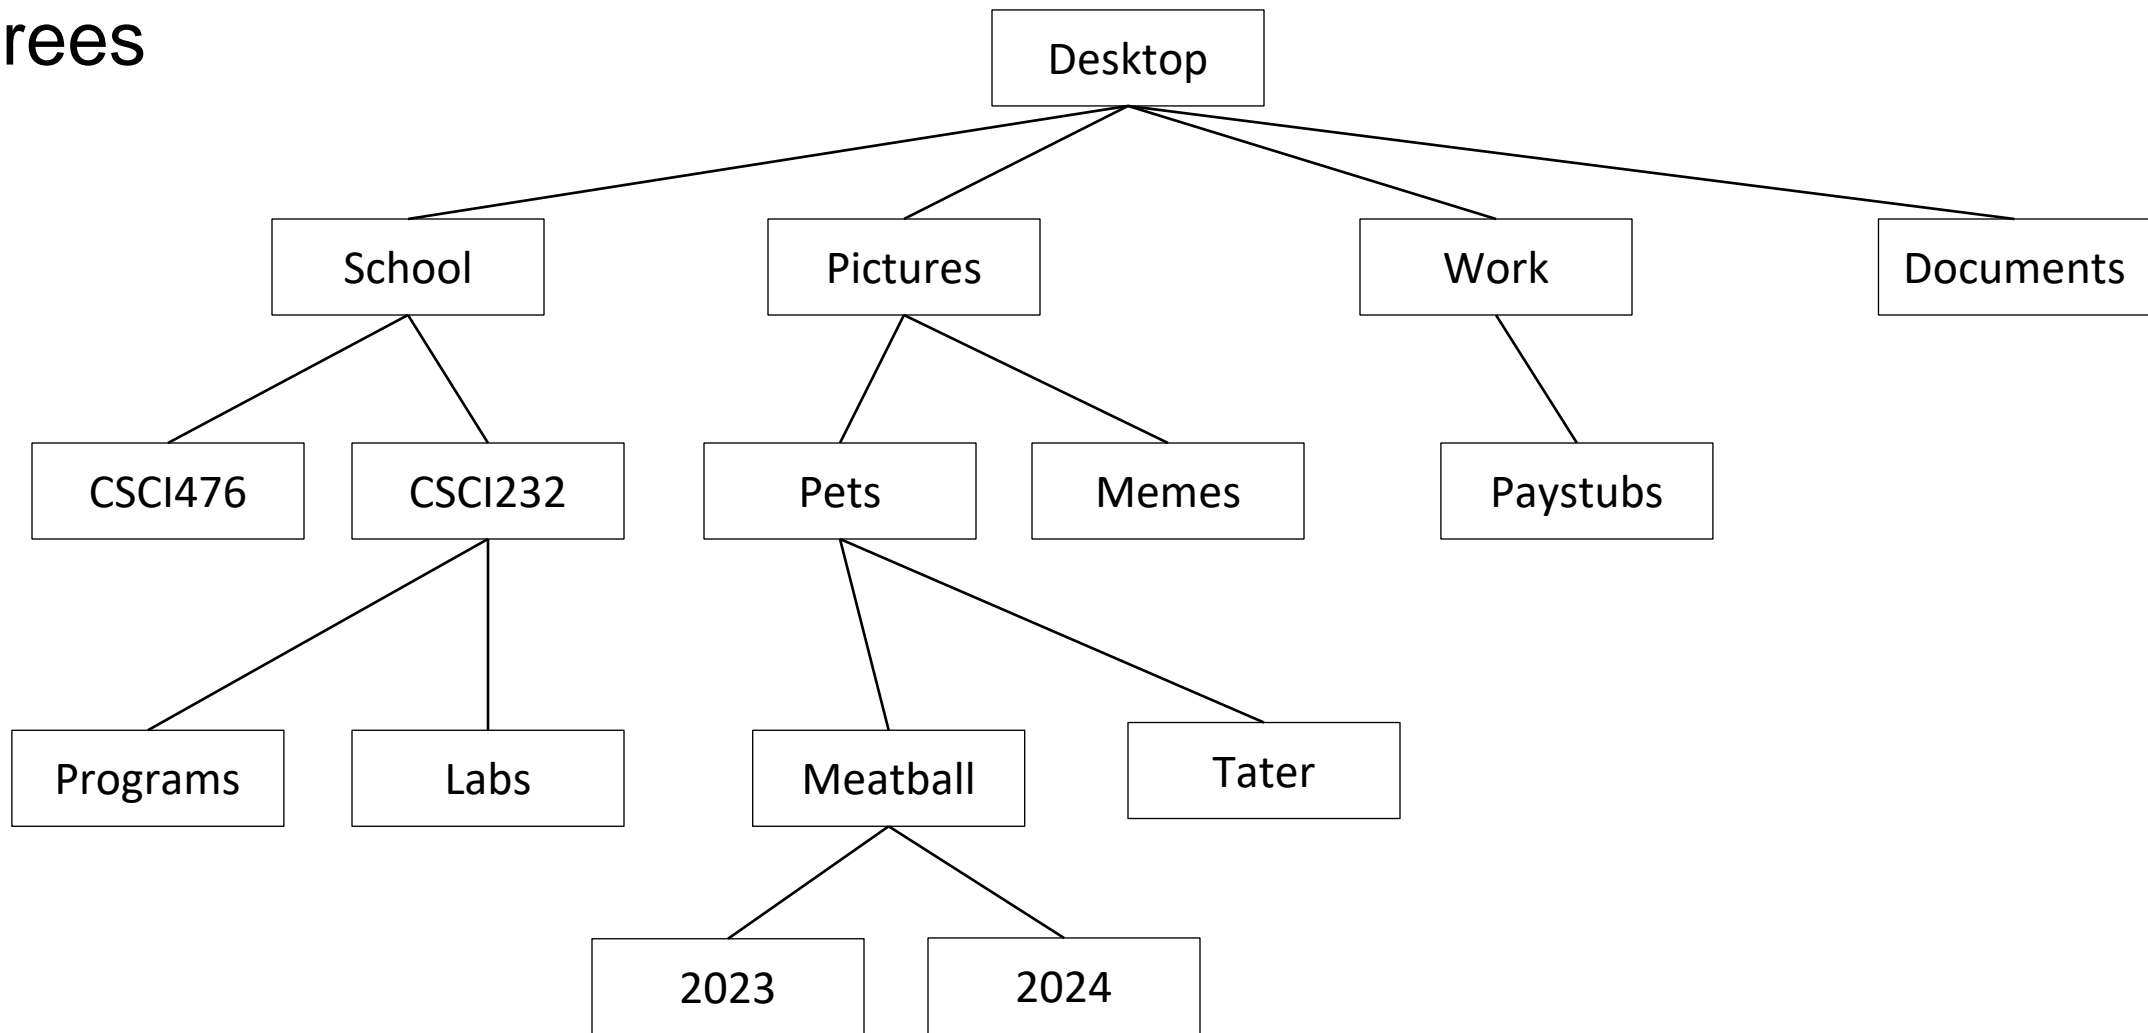 rees
Desktop
School
Pictures
Work
Documents
CSCI476
CSCI232
Pets
Memes
Paystubs
Programs
Labs
Meatball
Tater
2023
2024